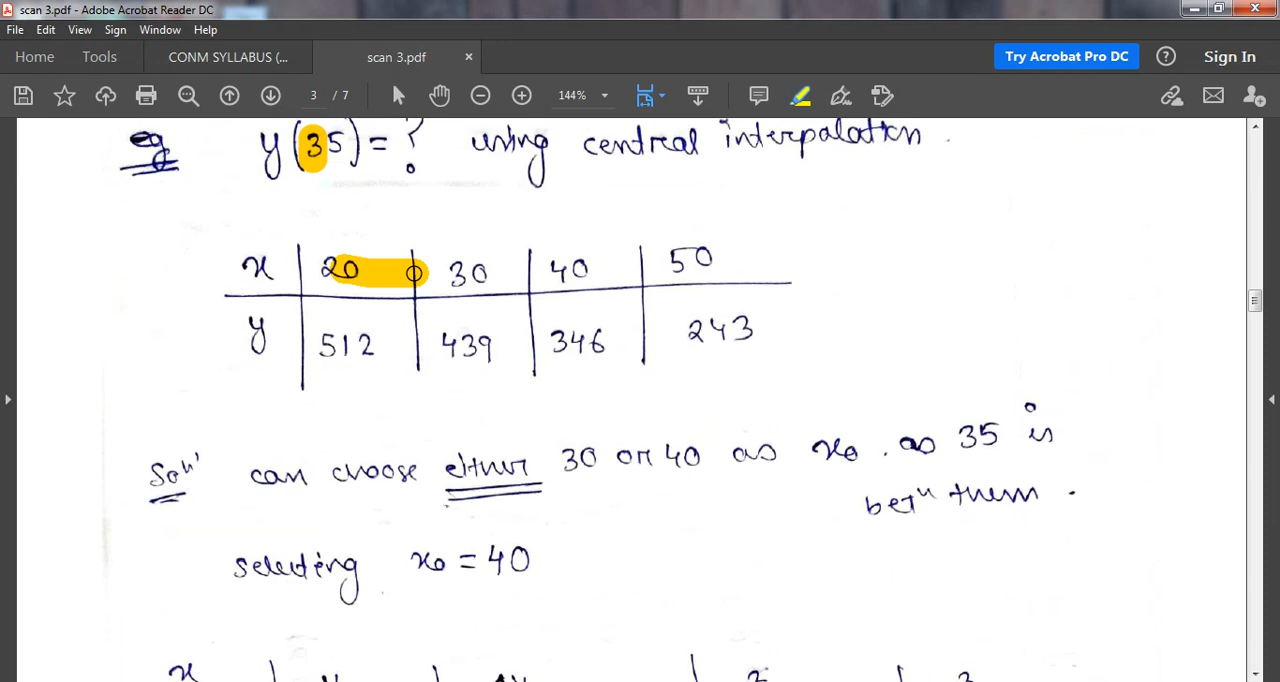 scan 3.pdf - Adobe Acrobat Reader DC
File Edit View Sign Window Help
Home Tools CONM SYLLABUS (... scan 3.pdf × Try Acrobat Pro DC Sign In
3 / 7 144%
eg y(35) = ? using central interpolation.
x 20 30 40 50
y 512 439 346 243
Solⁿ can choose either 30 or 40 as x₀. as 35 is
betⁿ them.
selecting x₀ = 40